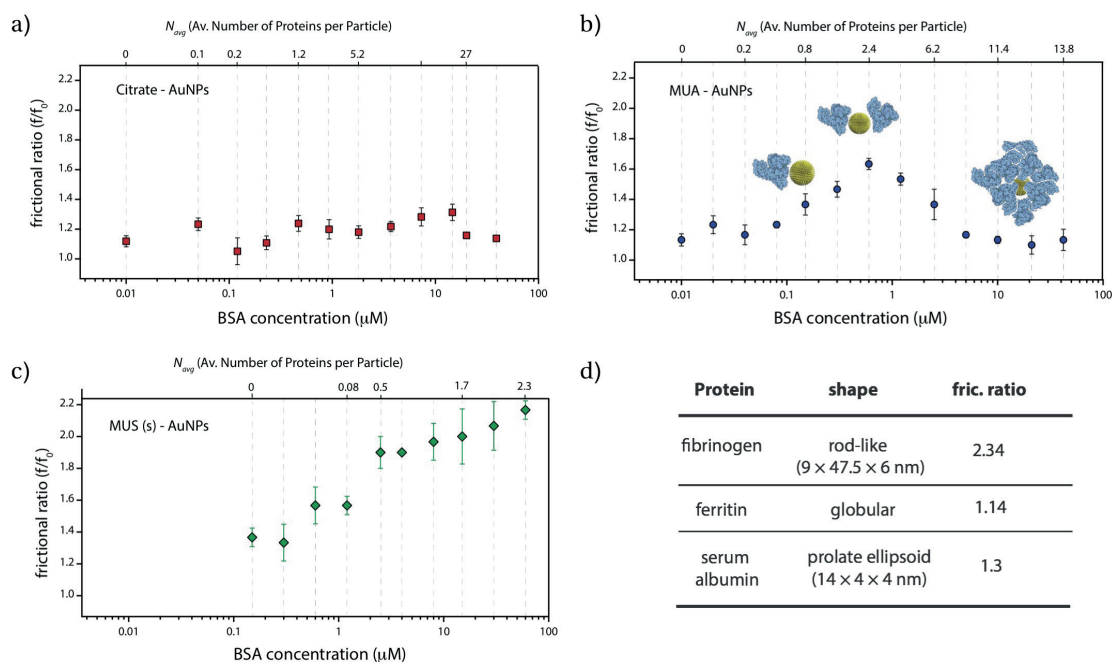 a)
N_avg (Av. Number of Proteins per Particle)
0 0.1 0.2 1.2 5.2 27
Citrate - AuNPs
frictional ratio (f/f₀)
2.2
2.0
1.8
1.6
1.4
1.2
1.0
0.01 0.1 1 10 100
BSA concentration (μM)
b)
N_avg (Av. Number of Proteins per Particle)
0 0.2 0.8 2.4 6.2 11.4 13.8
MUA - AuNPs
frictional ratio (f/f₀)
2.2
2.0
1.8
1.6
1.4
1.2
1.0
0.01 0.1 1 10 100
BSA concentration (μM)
c)
N_avg (Av. Number of Proteins per Particle)
0 0.08 0.5 1.7 2.3
MUS (s) - AuNPs
frictional ratio (f/f₀)
2.2
2.0
1.8
1.6
1.4
1.2
1.0
0.01 0.1 1 10 100
BSA concentration (μM)
d)
Protein shape fric. ratio
fibrinogen rod-like 2.34
(9 × 47.5 × 6 nm)
ferritin globular 1.14
serum prolate ellipsoid 1.3
albumin (14 × 4 × 4 nm)